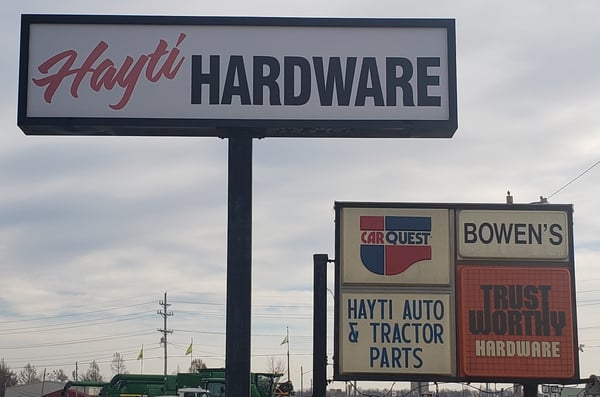 Hayti HARDWARE
CARQUEST
BOWEN'S
HAYTI AUTO
& TRACTOR
PARTS
TRUST
WORTHY
HARDWARE